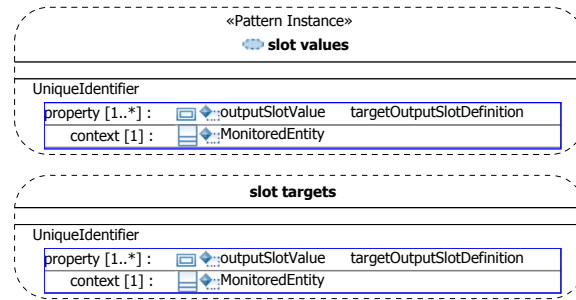 «Pattern Instance»
slot values
UniqueIdentifier
property [1..*] : outputSlotValue targetOutputSlotDefinition
context [1] : MonitoredEntity
slot targets
UniqueIdentifier
property [1..*] : outputSlotValue targetOutputSlotDefinition
context [1] : MonitoredEntity